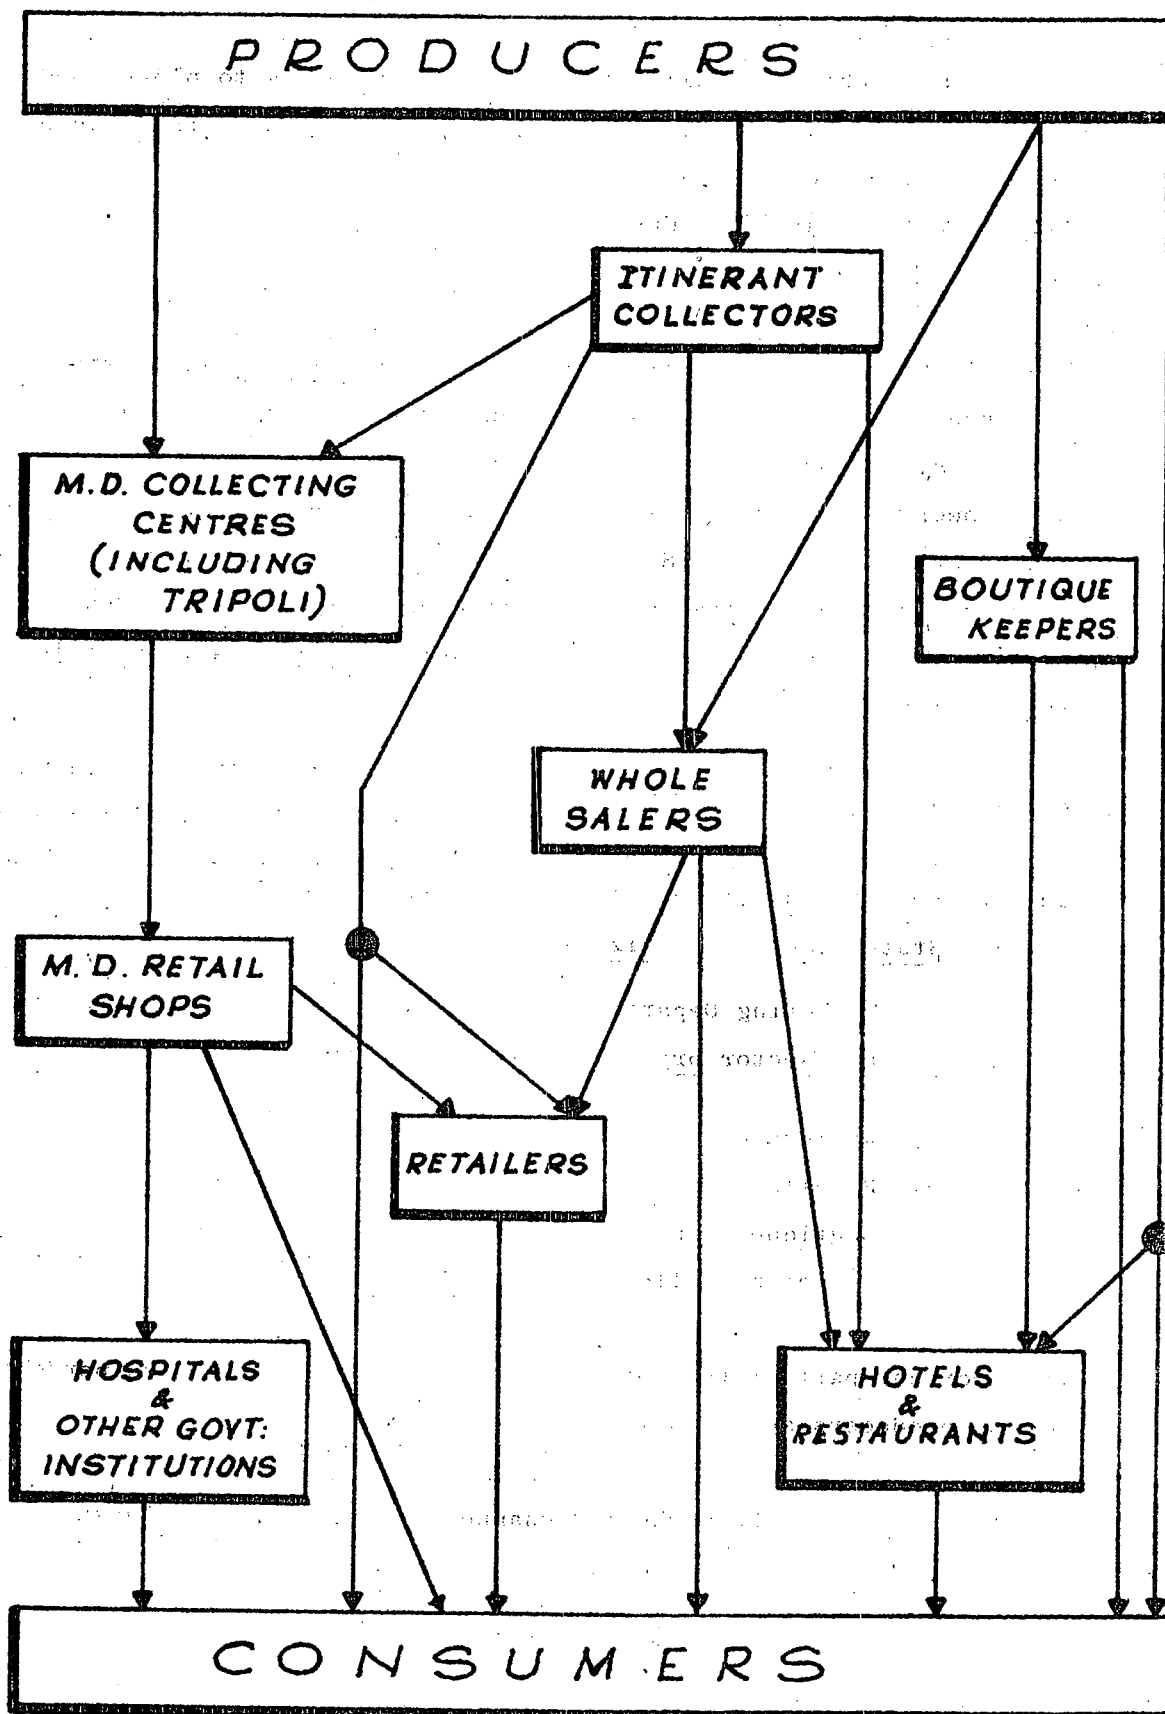 PRODUCERS
ITINERANT
COLLECTORS
M.D. COLLECTING
CENTRES
(INCLUDING
TRIPOLI)
BOUTIQUE
KEEPERS
WHOLE
SALERS
M. D. RETAIL
SHOPS
RETAILERS
HOSPITALS
&
OTHER GOVT:
INSTITUTIONS
HOTELS
&
RESTAURANTS
CONSUMERS